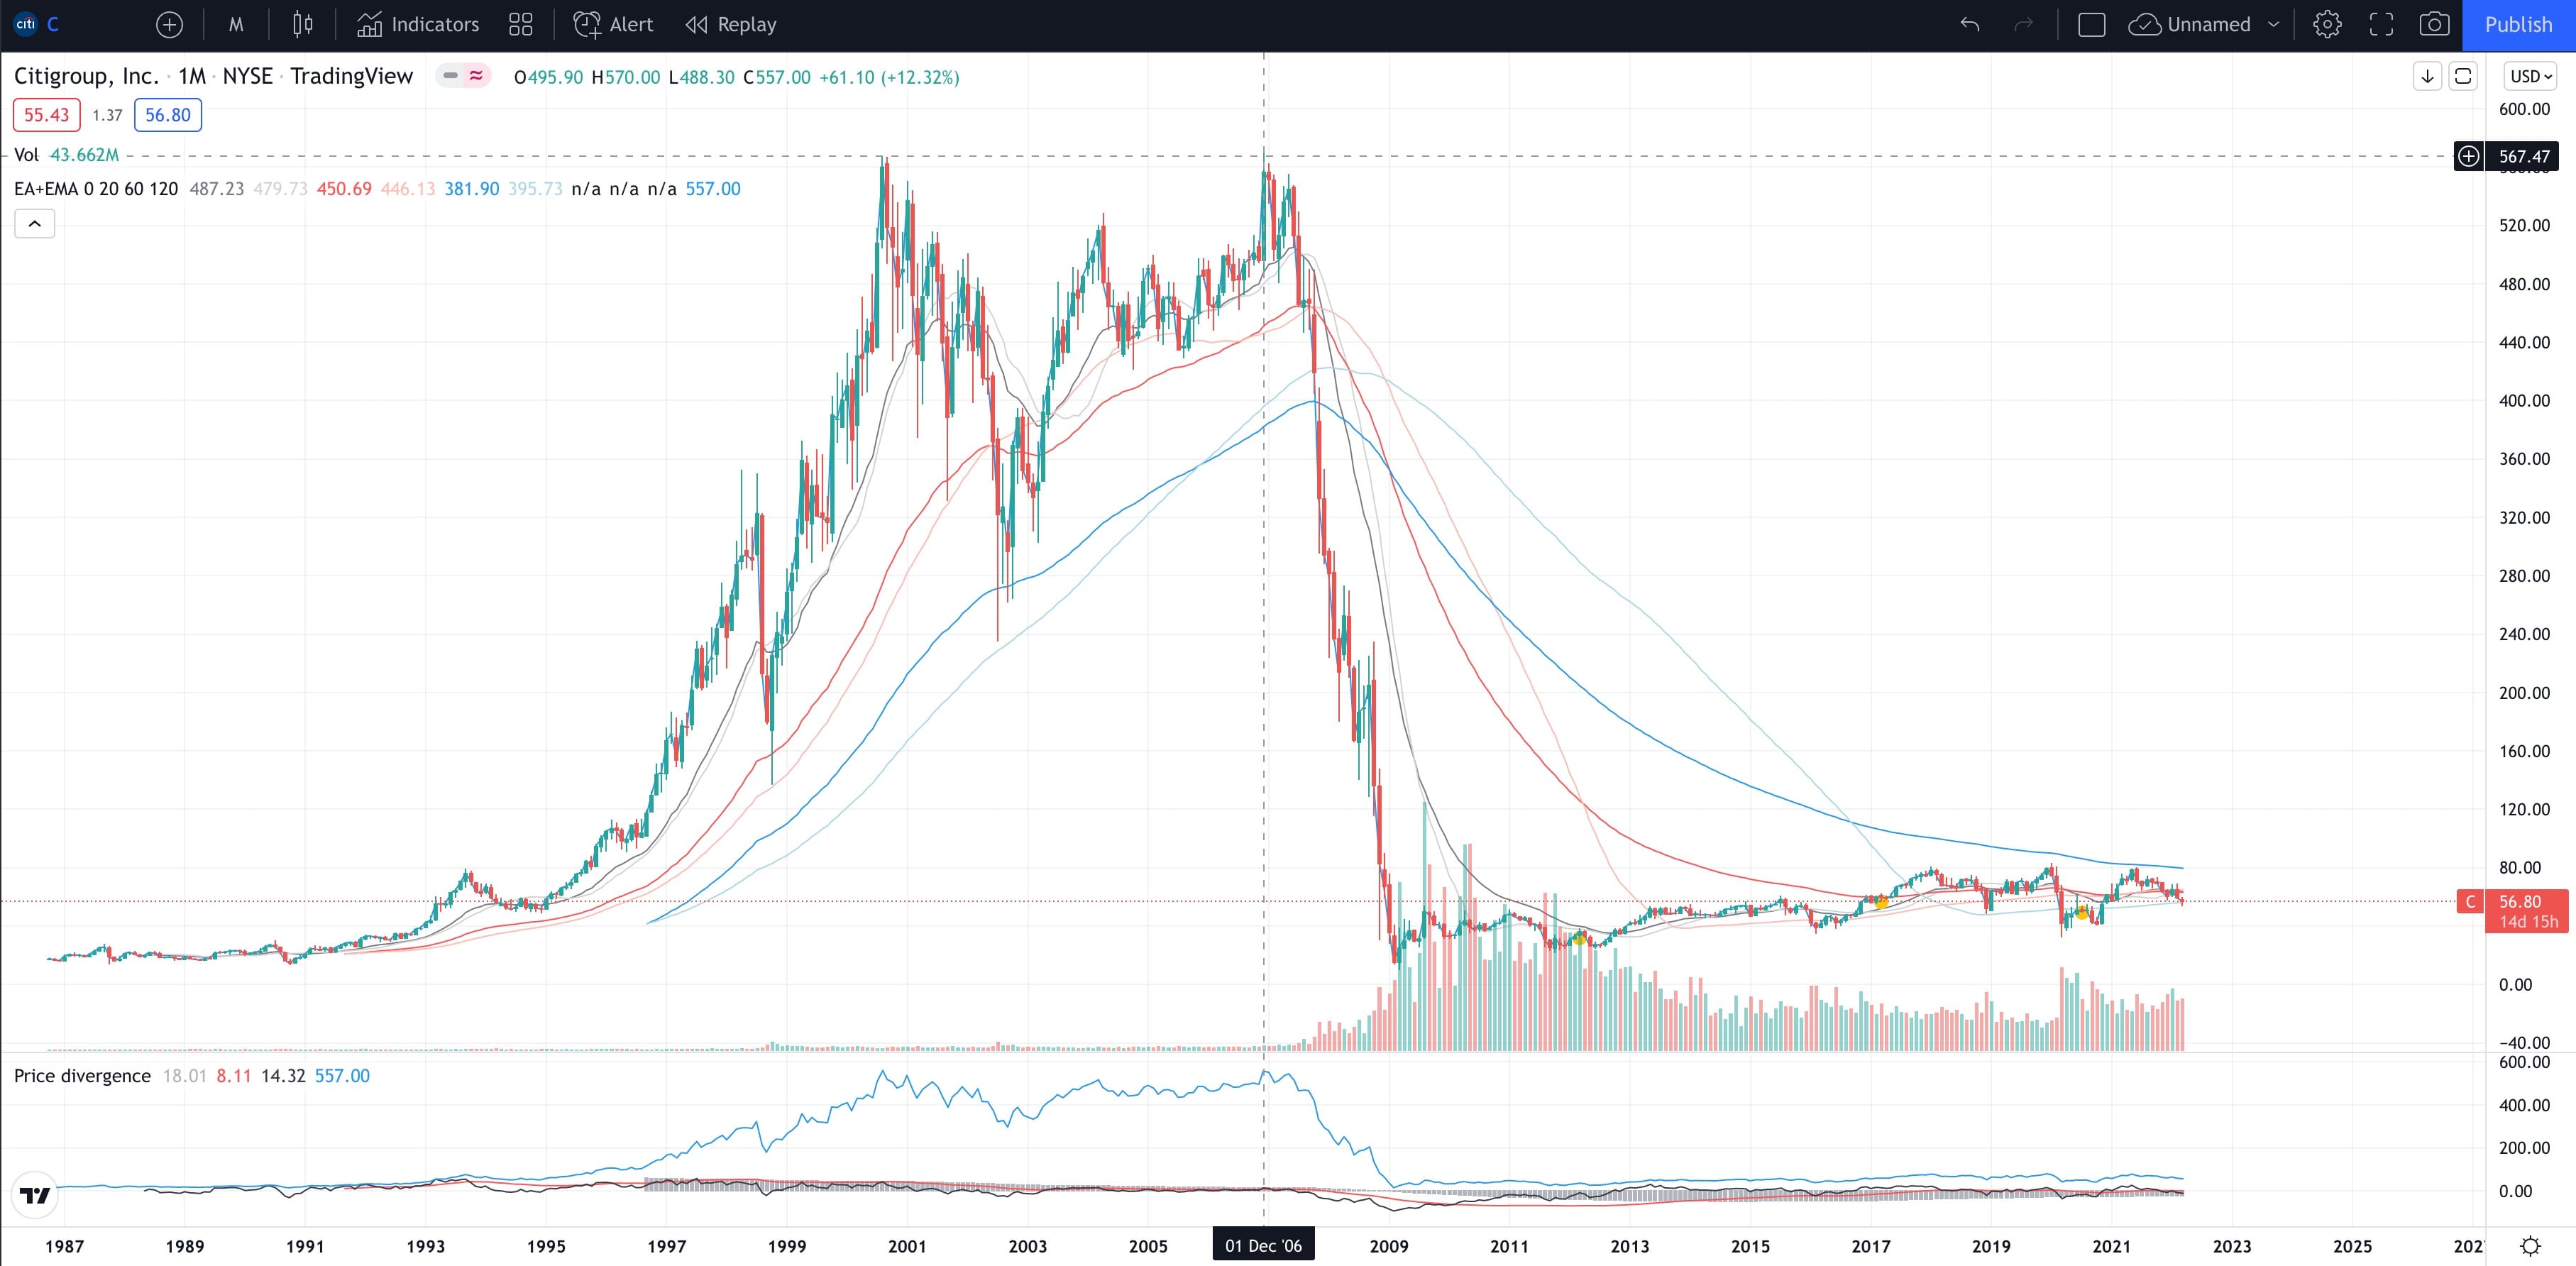 citi C M Indicators Alert Replay Unnamed Publish
Citigroup, Inc. · 1M · NYSE · TradingView O495.90 H570.00 L488.30 C557.00 +61.10 (+12.32%)
USD
55.43 1.37 56.80
600.00
Vol 43.662M
567.47
EA+EMA 0 20 60 120 487.23 479.73 450.69 446.13 381.90 395.73 n/a n/a n/a 557.00
520.00
480.00
440.00
400.00
360.00
320.00
280.00
240.00
200.00
160.00
120.00
80.00
C 56.80
14d 15h
0.00
−40.00
600.00
Price divergence 18.01 8.11 14.32 557.00
400.00
200.00
0.00
1987 1989 1991 1993 1995 1997 1999 2001 2003 2005 01 Dec '06 2009 2011 2013 2015 2017 2019 2021 2023 2025